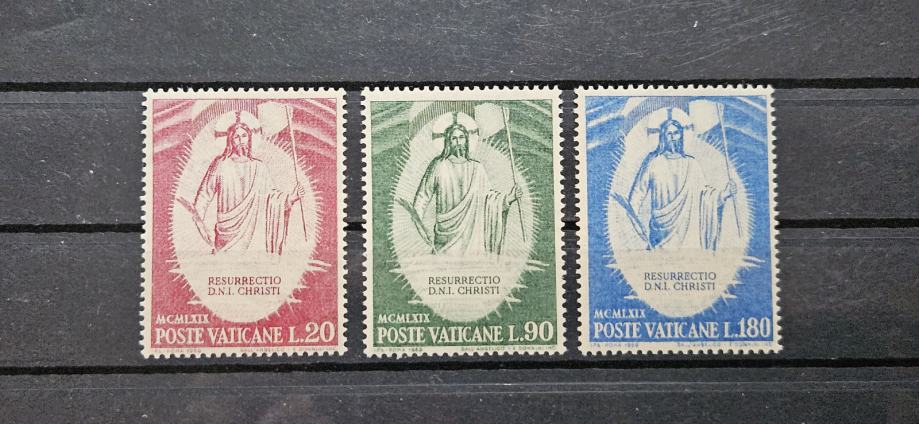 RESURRECTIO
D.N.I. CHRISTI
MCMLXIX
POSTE VATICANE L.20
RESURRECTIO
D.N.I. CHRISTI
MCMLXIX
POSTE VATICANE L.90
RESURRECTIO
D.N.I. CHRISTI
MCMLXIX
POSTE VATICANE L.180